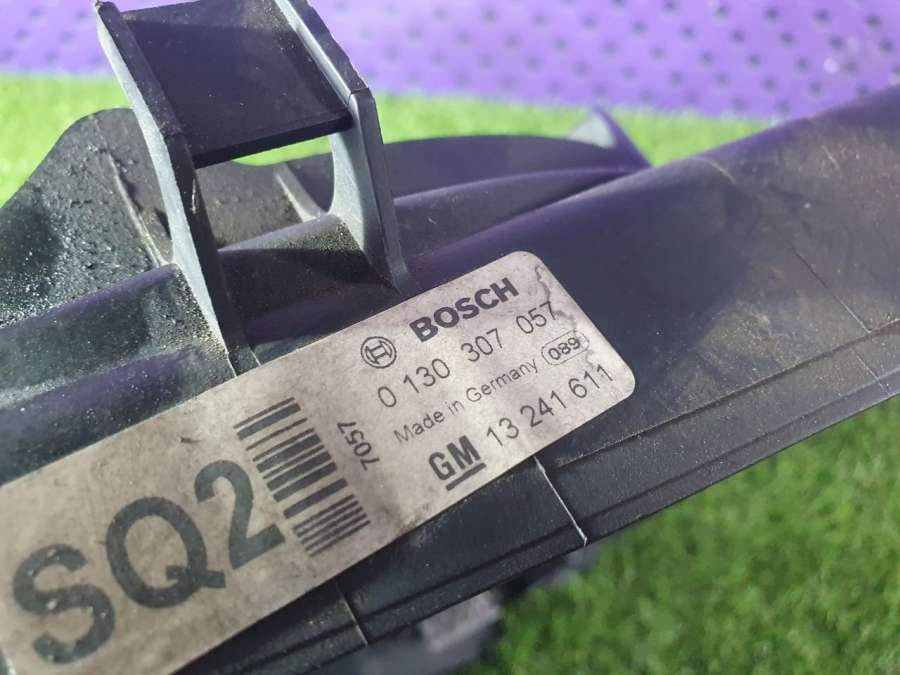 BOSCH
0 130 307 057
Made in Germany 089
GM 13 241 611
7057
SQ2